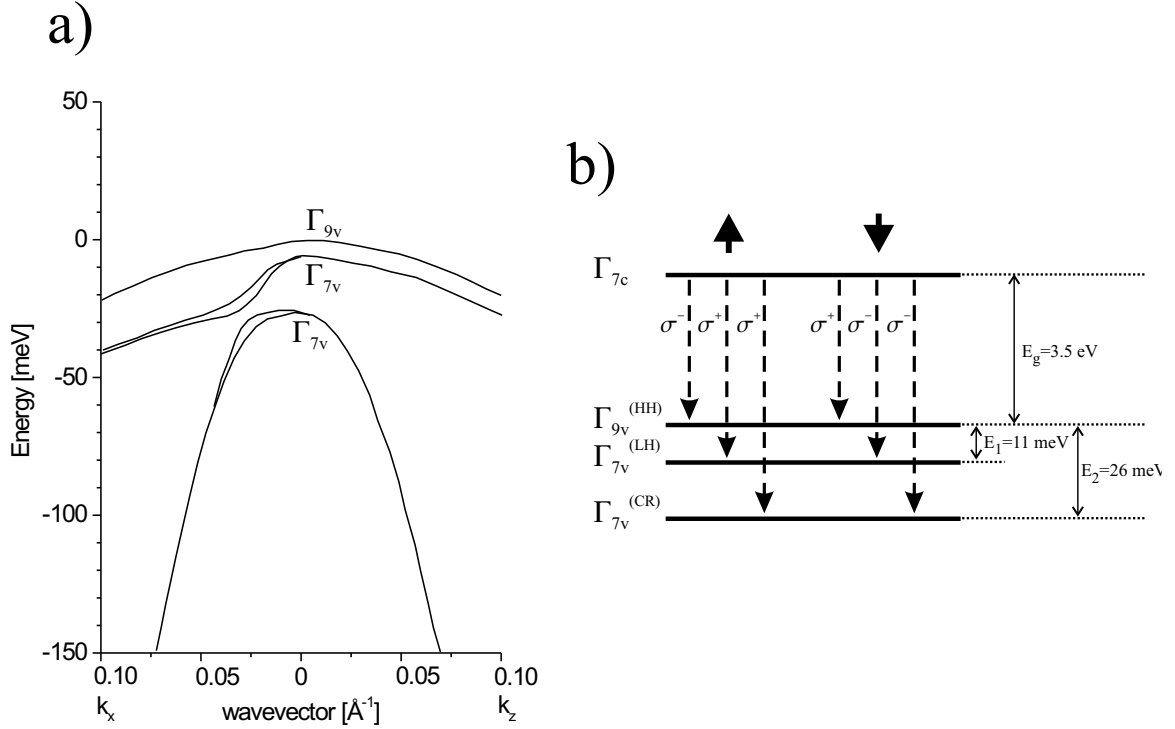 a)
50
0
-50
-100
-150
Energy [meV]
Γ9v
Γ7v
Γ7v
0.10 0.05 0 0.05 0.10
kx wavevector [Å-1] kz
b)
Γ7c
σ− σ+ σ+ σ+ σ− σ−
Eg=3.5 eV
Γ9v(HH)
E1=11 meV
Γ7v(LH)
E2=26 meV
Γ7v(CR)